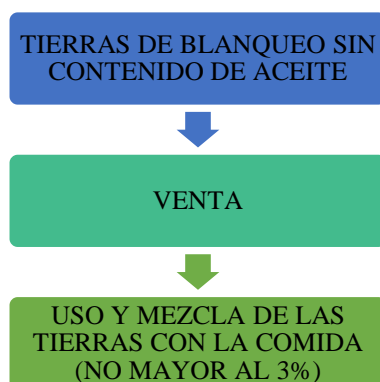 TIERRAS DE BLANQUEO SIN
CONTENIDO DE ACEITE
VENTA
USO Y MEZCLA DE LAS
TIERRAS CON LA COMIDA
(NO MAYOR AL 3%)